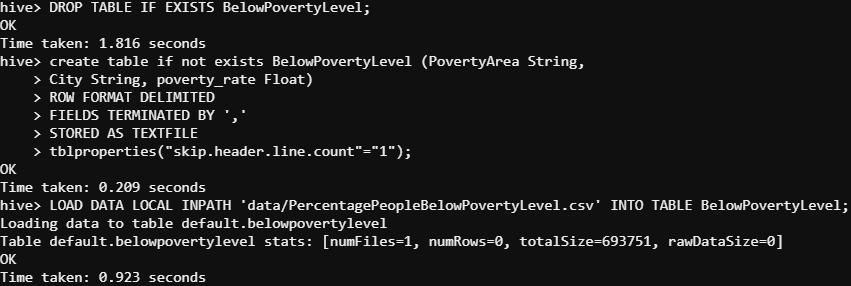 hive> DROP TABLE IF EXISTS BelowPovertyLevel;
OK
Time taken: 1.816 seconds
hive> create table if not exists BelowPovertyLevel (PovertyArea String,
    > City String, poverty_rate Float)
    > ROW FORMAT DELIMITED
    > FIELDS TERMINATED BY ','
    > STORED AS TEXTFILE
    > tblproperties("skip.header.line.count"="1");
OK
Time taken: 0.209 seconds
hive> LOAD DATA LOCAL INPATH 'data/PercentagePeopleBelowPovertyLevel.csv' INTO TABLE BelowPovertyLevel;
Loading data to table default.belowpovertylevel
Table default.belowpovertylevel stats: [numFiles=1, numRows=0, totalSize=693751, rawDataSize=0]
OK
Time taken: 0.923 seconds